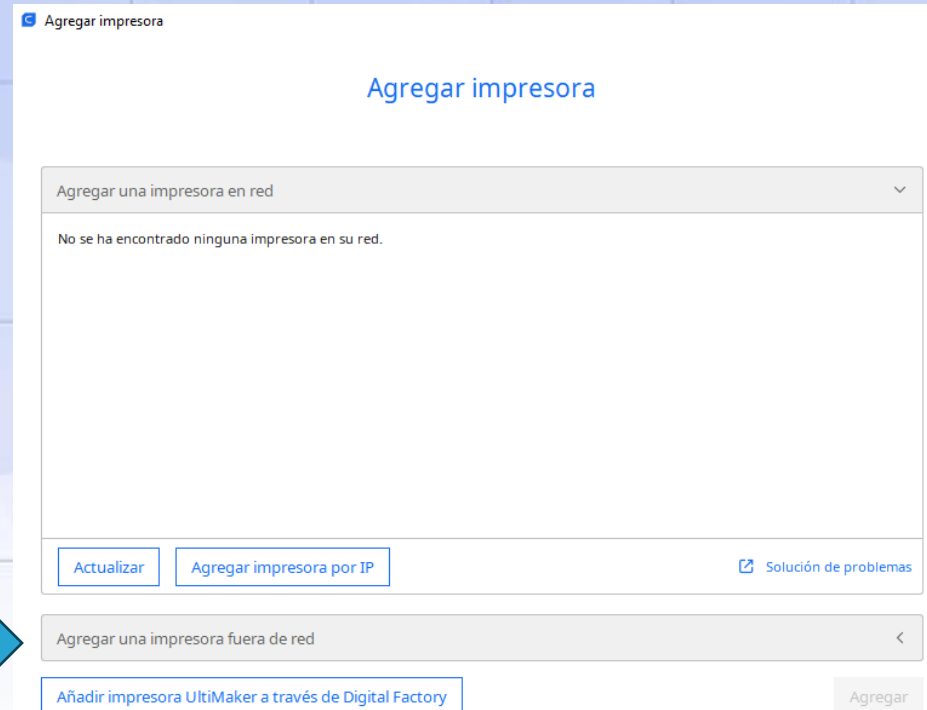 Agregar impresora
Agregar impresora
Agregar una impresora en red
No se ha encontrado ninguna impresora en su red.
Actualizar
Agregar impresora por IP
Solución de problemas
Agregar una impresora fuera de red
Añadir impresora UltiMaker a través de Digital Factory
Agregar